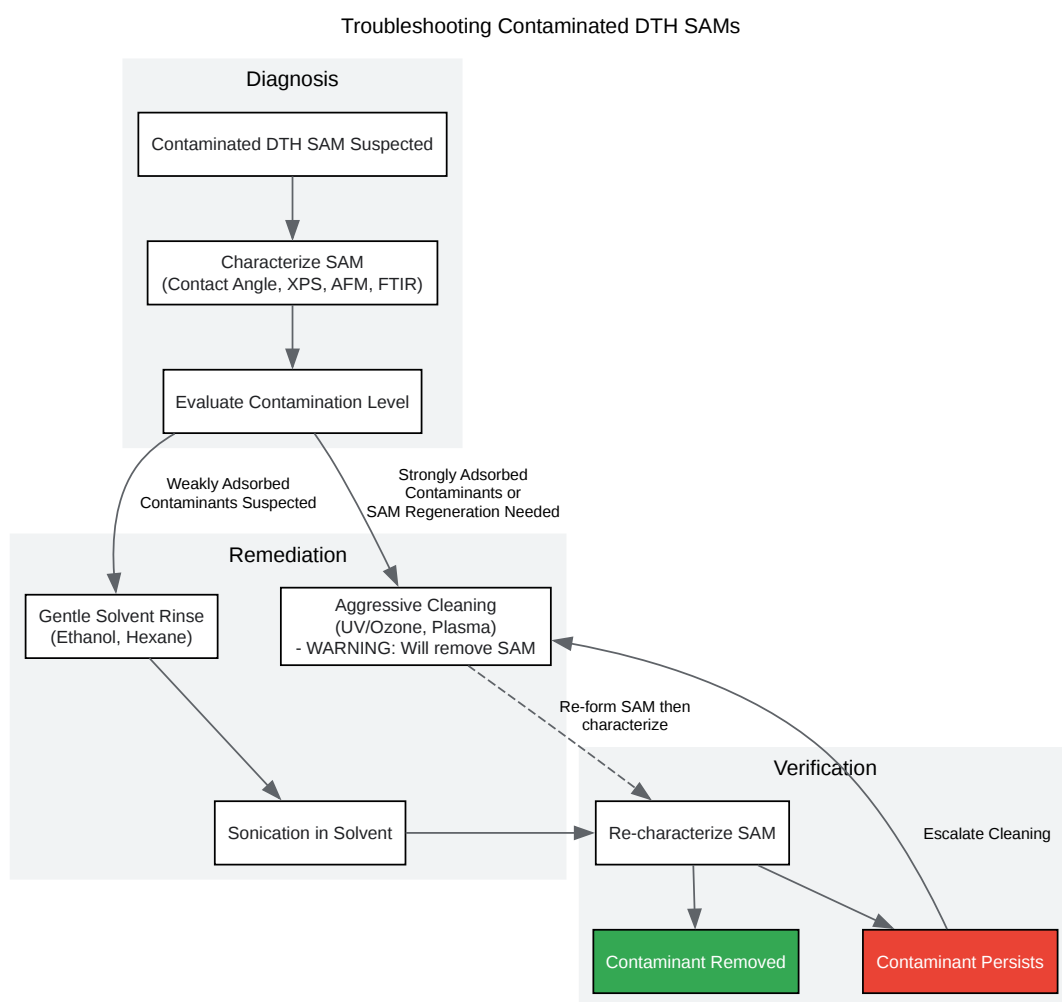 Troubleshooting Contaminated DTH SAMs
Diagnosis
Contaminated DTH SAM Suspected
Characterize SAM
(Contact Angle, XPS, AFM, FTIR)
Evaluate Contamination Level
Weakly Adsorbed
Contaminants Suspected
Strongly Adsorbed
Contaminants or
SAM Regeneration Needed
Remediation
Gentle Solvent Rinse
(Ethanol, Hexane)
Aggressive Cleaning
(UV/Ozone, Plasma)
- WARNING: Will remove SAM
Re-form SAM then
characterize
Verification
Sonication in Solvent
Re-characterize SAM
Escalate Cleaning
Contaminant Removed
Contaminant Persists